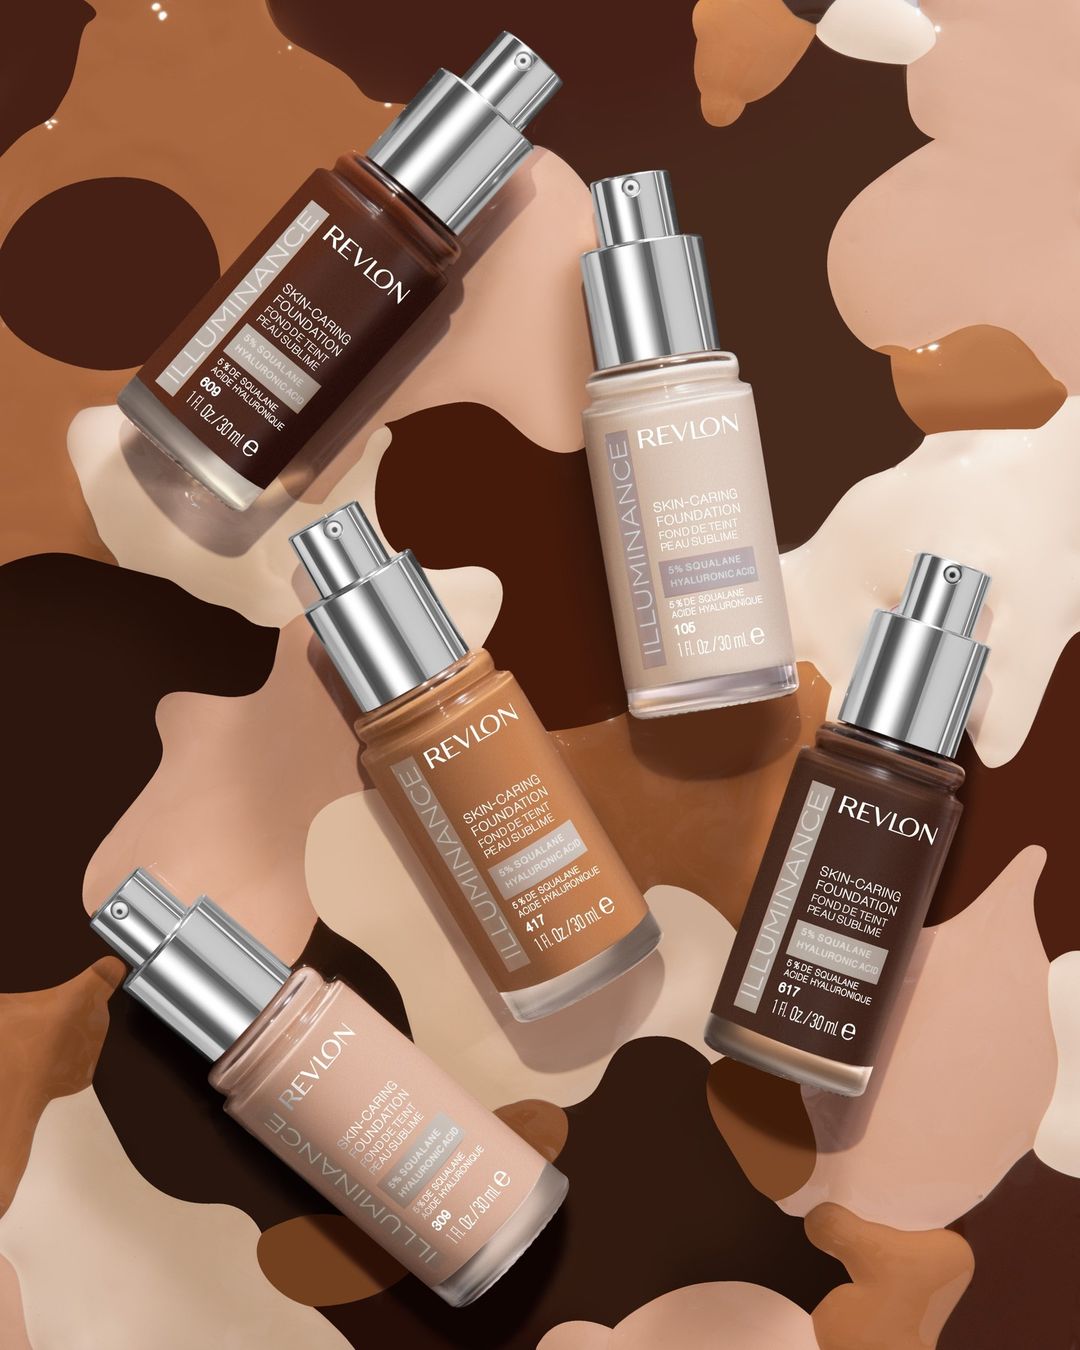 REVLON
ILLUMINANCE
SKIN-CARING
FOUNDATION
FOND DE TEINT
PEAU SUBLIME
5% SQUALANE
HYALURONIC ACID
5 % DE SQUALANE
ACIDE HYALURONIQUE
609
1 Fl. Oz./30 mL e
REVLON
ILLUMINANCE
SKIN-CARING
FOUNDATION
FOND DE TEINT
PEAU SUBLIME
5% SQUALANE
HYALURONIC ACID
5 % DE SQUALANE
ACIDE HYALURONIQUE
105
1 Fl. Oz./30 mL e
REVLON
ILLUMINANCE
SKIN-CARING
FOUNDATION
FOND DE TEINT
PEAU SUBLIME
5% SQUALANE
HYALURONIC ACID
5 % DE SQUALANE
ACIDE HYALURONIQUE
417
1 Fl. Oz./30 mL e
REVLON
ILLUMINANCE
SKIN-CARING
FOUNDATION
FOND DE TEINT
PEAU SUBLIME
5% SQUALANE
HYALURONIC ACID
5 % DE SQUALANE
ACIDE HYALURONIQUE
617
1 Fl. Oz./30 mL e
REVLON
ILLUMINANCE
SKIN-CARING
FOUNDATION
FOND DE TEINT
PEAU SUBLIME
5% SQUALANE
HYALURONIC ACID
5 % DE SQUALANE
ACIDE HYALURONIQUE
309
1 Fl. Oz./30 mL e